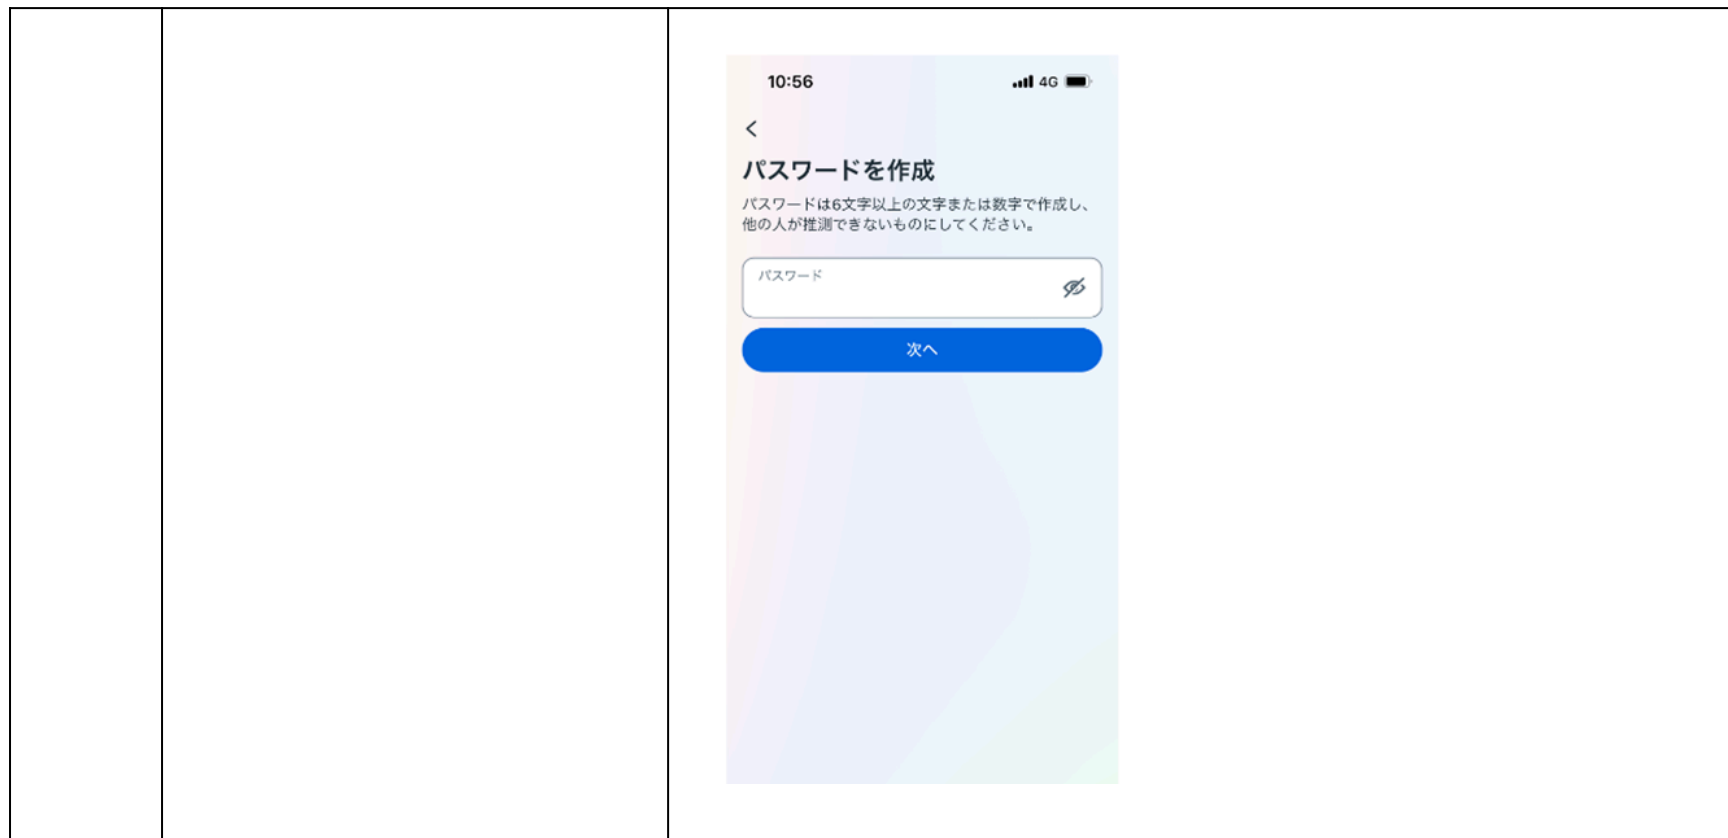 10:56
4G
パスワードを作成
パスワードは6文字以上の文字または数字で作成し、
他の人が推測できないものにしてください。
パスワード
次へ